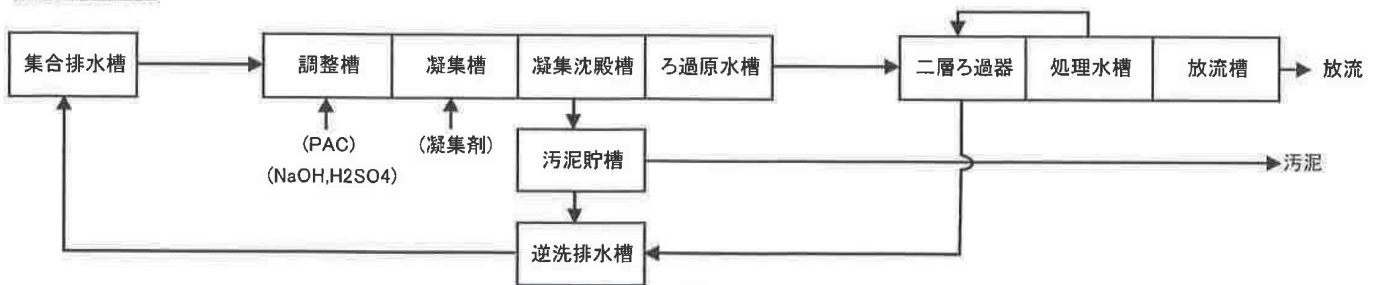 集合排水槽
調整槽
凝集槽
凝集沈殿槽
ろ過原水槽
二層ろ過器
処理水槽
放流槽
放流
(PAC)
(NaOH,H2SO4)
(凝集剤)
汚泥貯槽
汚泥
逆洗排水槽